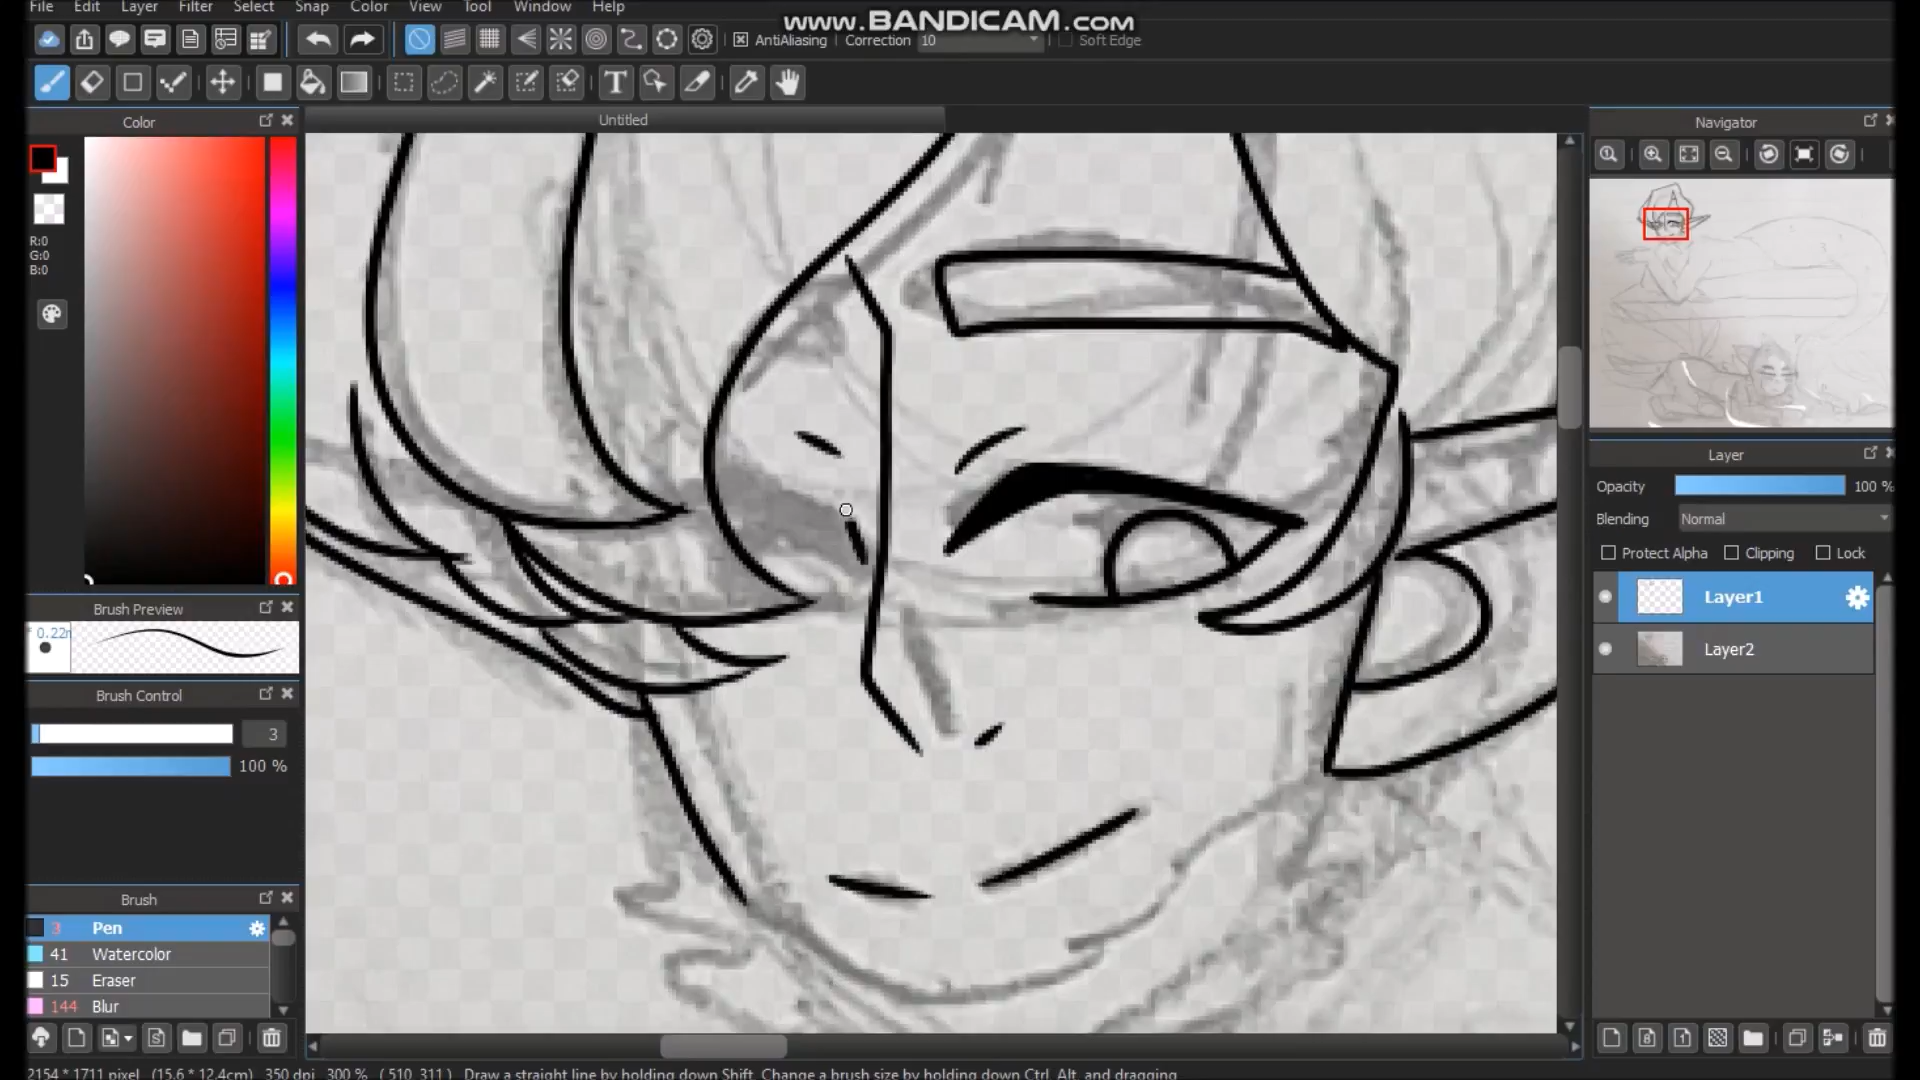 File Edit Layer Filter Select Snap Color View Tool Window Help
www.BANDICAM.com
AntiAliasing Correction 10 Soft Edge
T
Color
Untitled
Navigator
R:0
G:0
B:0
Layer
Opacity 100 %
Blending Normal
Protect Alpha Clipping Lock
Layer1
Layer2
Brush Preview
Brush Control
3
100 %
Brush
3 Pen
41 Watercolor
15 Eraser
144 Blur
2154 * 1711 pixel (15.6 * 12.4cm) 350 dpi 300 % ( 510, 311 ) Draw a straight line by holding down Shift, Change a brush size by holding down Ctrl, Alt, and dragging